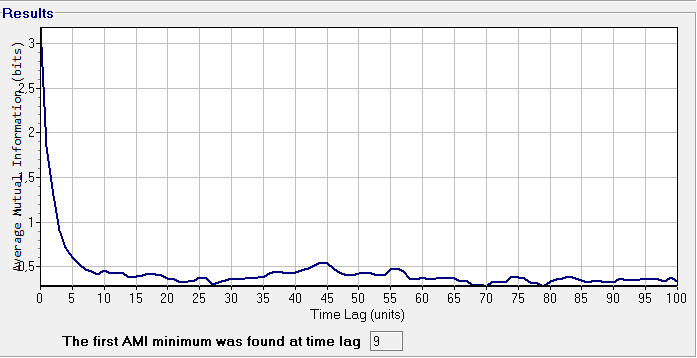 Results
Average Mutual Information (bits)
3
2,5
2
1,5
1
0,5
0 5 10 15 20 25 30 35 40 45 50 55 60 65 70 75 80 85 90 95 100
Time Lag (units)
The first AMI minimum was found at time lag 9